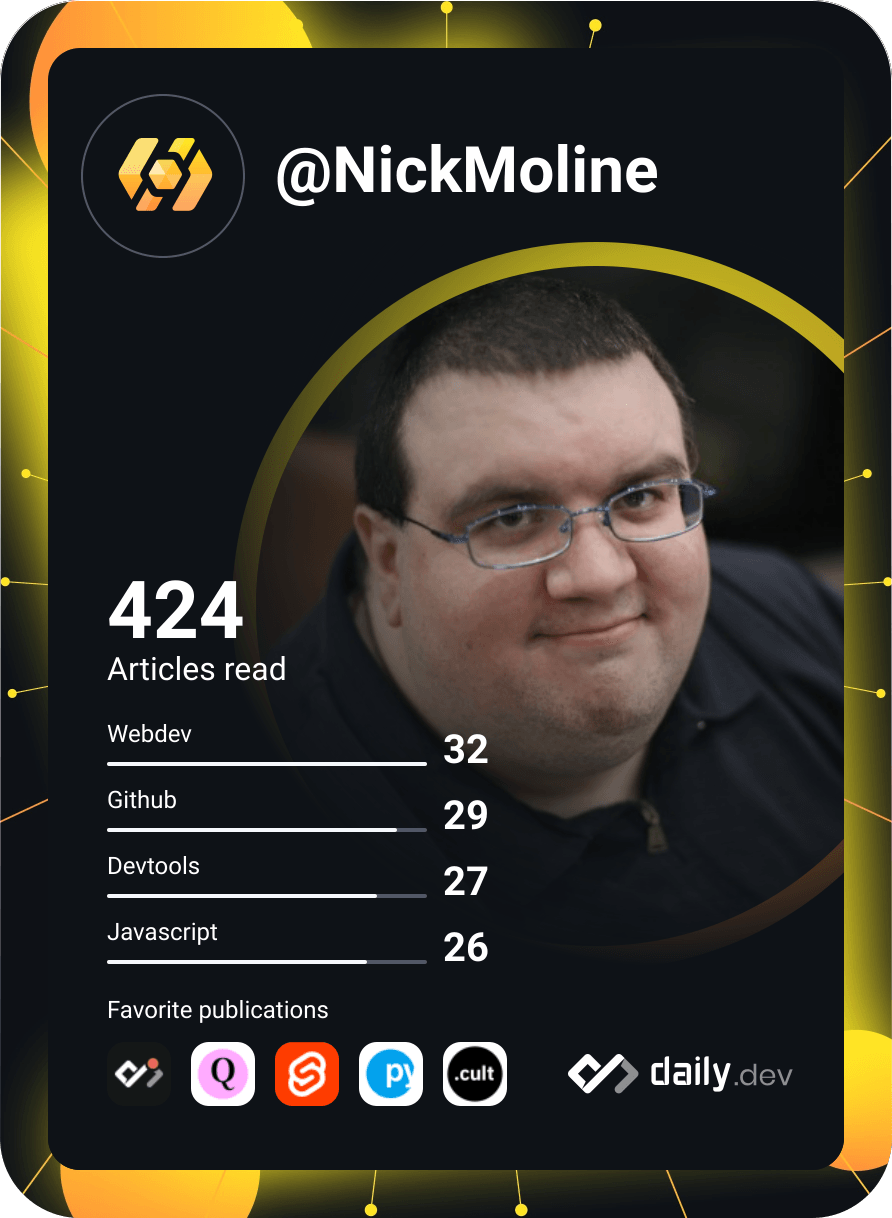 @NickMoline
424
Articles read
Webdev
32
Github
29
Devtools
27
Javascript
26
Favorite publications
Q
py
.cult
daily.dev